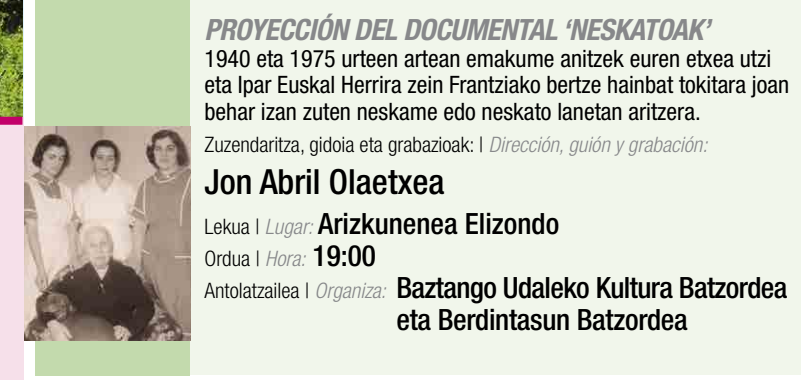 PROYECCIÓN DEL DOCUMENTAL ‘NESKATOAK’
1940 eta 1975 urteen artean emakume anitzek euren etxea utzi
eta Ipar Euskal Herrira zein Frantziako bertze hainbat tokitara joan
behar izan zuten neskame edo neskato lanetan aritzera.
Zuzendaritza, gidoia eta grabazioak: | Dirección, guión y grabación:
Jon Abril Olaetxea
Lekua | Lugar: Arizkunenea Elizondo
Ordua | Hora: 19:00
Antolatzailea | Organiza: Baztango Udaleko Kultura Batzordea
eta Berdintasun Batzordea